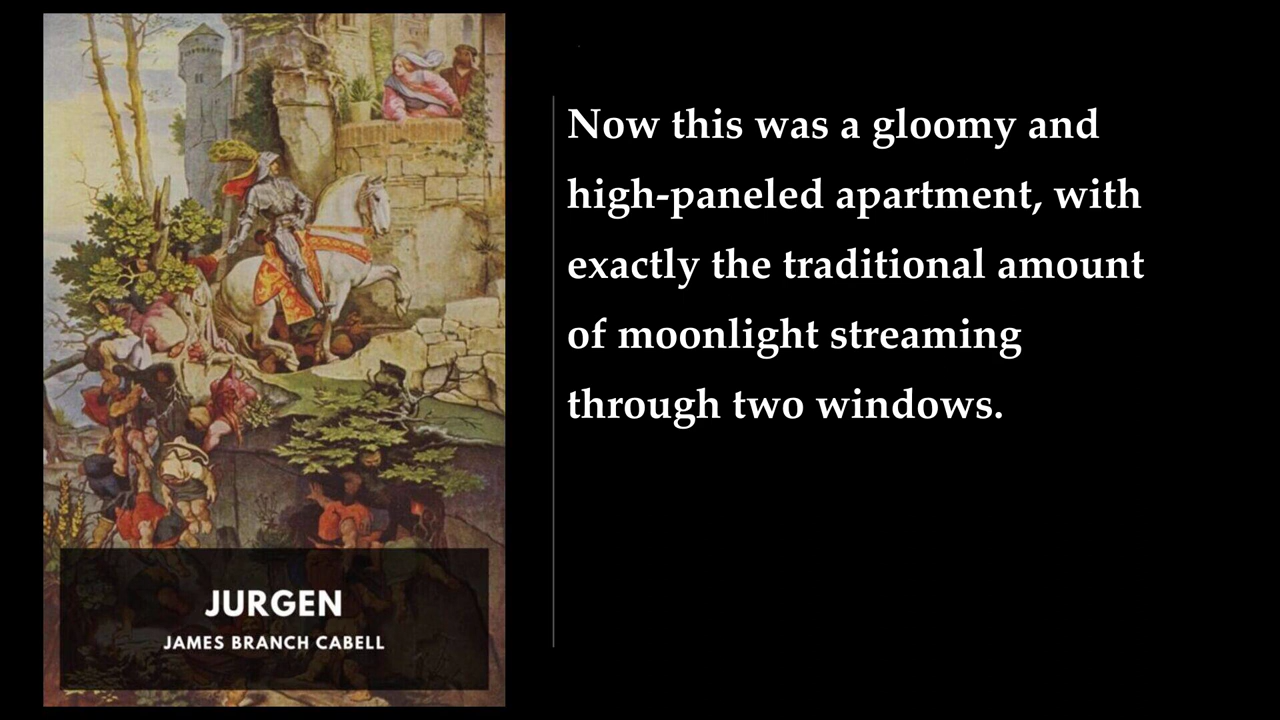 Now this was a gloomy and
high-paneled apartment, with
exactly the traditional amount
of moonlight streaming
through two windows.
JURGEN
JAMES BRANCH CABELL